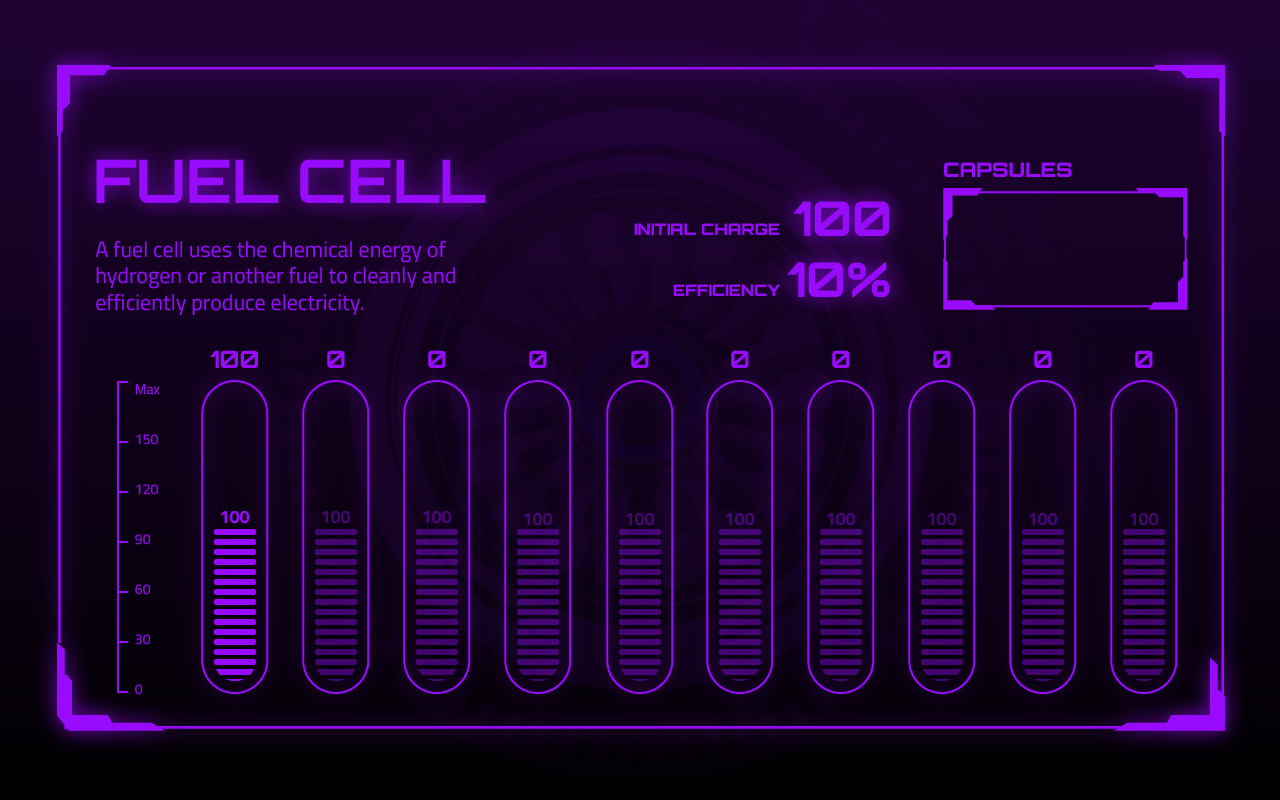 FUEL CELL
A fuel cell uses the chemical energy of
hydrogen or another fuel to cleanly and
efficiently produce electricity.
INITIAL CHARGE 100
EFFICIENCY 10%
CAPSULES
100 0 0 0 0 0 0 0 0 0
Max
150
120
100 100 100 100 100 100 100 100 100 100
90
60
30
0